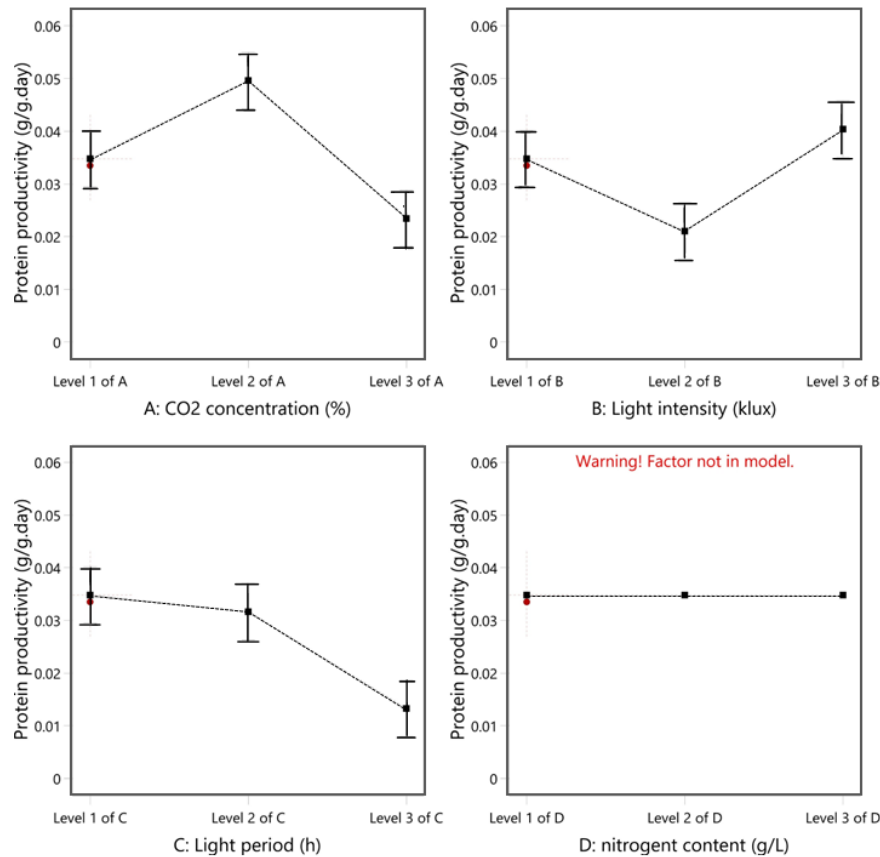 0.06
0.05
0.04
0.03
0.02
0.01
0
Protein productivity (g/g.day)
Level 1 of A
Level 2 of A
Level 3 of A
A: CO2 concentration (%)
0.06
0.05
0.04
0.03
0.02
0.01
0
Protein productivity (g/g.day)
Level 1 of B
Level 2 of B
Level 3 of B
B: Light intensity (klux)
0.06
0.05
0.04
0.03
0.02
0.01
0
Protein productivity (g/g.day)
Level 1 of C
Level 2 of C
Level 3 of C
C: Light period (h)
Warning! Factor not in model.
0.06
0.05
0.04
0.03
0.02
0.01
0
Protein productivity (g/g.day)
Level 1 of D
Level 2 of D
Level 3 of D
D: nitrogent content (g/L)